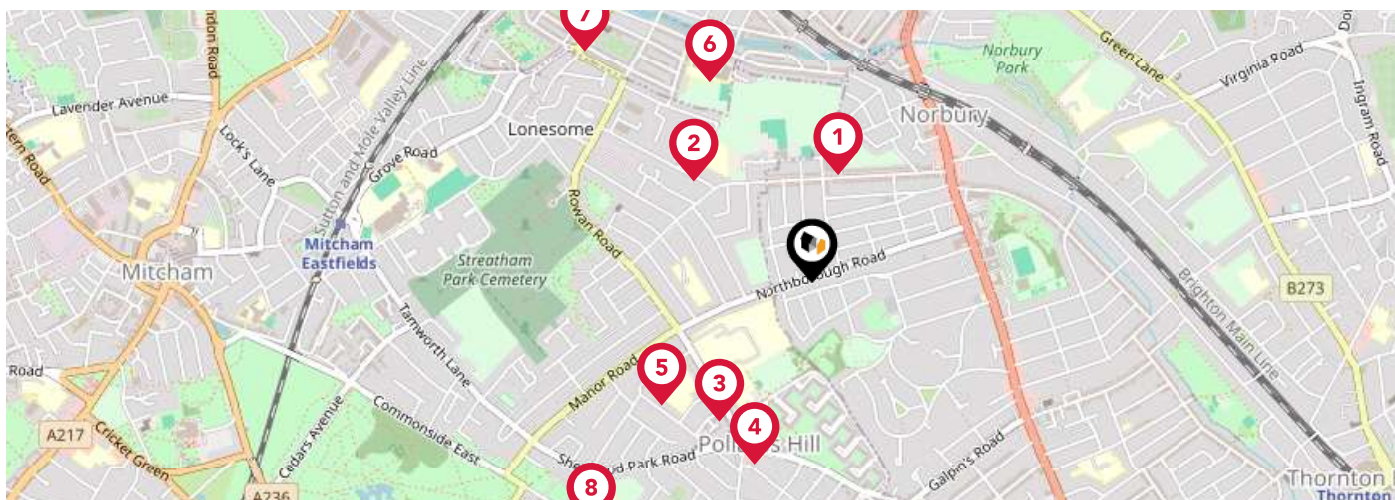 7
6
Norbury
Park
Green Lane
Virginia Road
Ingram Road
Lavender Avenue
Lonesome
Norbury
1
2
Lock's Lane
Grove Road
Sutton and Mole Valley Line
Rowan Road
Mitcham
Eastfields
Mitcham
Streatham
Park Cemetery
Northborough Road
B273
Brighton Main Line
Tamworth Lane
Road
Manor Road
5
3
4
Commonside East
Cedars Avenue
A217
Cricket Green
Galpin's Road
8
A236
Thornton
Thornton